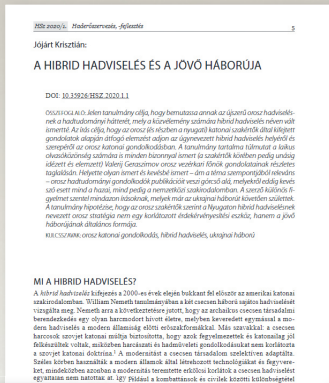 HSz 2020/1. Haderőszervezés, -fejlesztés 5
Jójárt Krisztián:
A HIBRID HADVISELÉS ÉS A JÖVŐ HÁBORÚJA
DOI: 10.35926/HSZ.2020.1.1
ÖSSZEFOGLALÓ: Jelen tanulmány célja, hogy bemutassa annak az újszerű orosz hadviselés-
nek a hadtudományi hátterét, mely a közvélemény számára hibrid hadviselés néven vált
ismertté. Az írás célja, hogy az orosz (és részben a nyugati) katonai szakértők által kifejtett
gondolatok alapján átfogó elemzést adjon az úgynevezett hibrid hadviselés helyéről és
szerepéről az orosz katonai gondolkodásban. A tanulmány tartalma túlmutat a laikus
olvasóközönség számára is minden bizonnyal ismert (a szakértők körében pedig unásig
idézett és elemzett) Valerij Geraszimov orosz vezérkari főnök gondolatainak részletes
taglalásán. Helyette olyan ismert és kevésbé ismert – ám a téma szempontjából releváns
– orosz hadtudományi gondolkodók publikációit veszi górcső alá, melyekről eddig kevés
szó esett mind a hazai, mind pedig a nemzetközi szakirodalomban. A szerző különös fi-
gyelmet szentel mindazon írásoknak, melyek már az ukrajnai háborút követően születtek.
A tanulmány hipotézise, hogy az orosz szakértők szerint a Nyugaton hibrid hadviselésnek
nevezett orosz stratégia nem egy korlátozott érdekérvényesítési eszköz, hanem a jövő
háborújának általános formája.
KULCSSZAVAK: orosz katonai gondolkodás, hibrid hadviselés, ukrajnai háború
MI A HIBRID HADVISELÉS?
A hibrid hadviselés kifejezés a 2000-es évek elején bukkant fel először az amerikai katonai
szakirodalomban. William Nemeth tanulmányában a két csecsen háború sajátos hadviselését
vizsgálta meg. Nemeth arra a következtetésre jutott, hogy az archaikus csecsen társadalmi
berendezkedés egy olyan harcmodort hívott életre, melyben keveredett egymással a mo-
dern hadviselés a modern államiság előtti erőszakformákkal. Más szavakkal: a csecsen
harcosok szovjet katonai múltja biztosította, hogy azok fegyelmezettek és katonailag jól
felkészültek voltak, miközben harcászati és hadműveleti gondolkodásukat nem korlátozta
a szovjet katonai doktrína. A modernitást a csecsen társadalom szelektíven adaptálta.
Széles körben használták a modern államok által létrehozott technológiákat és fegyvere-
ket, mindeközben azonban a modernitás teremtette erkölcsi korlátok a csecsen hadviselést
egyáltalán nem hatották át. Így például a kombattánsok és civilek közötti különbségtétel